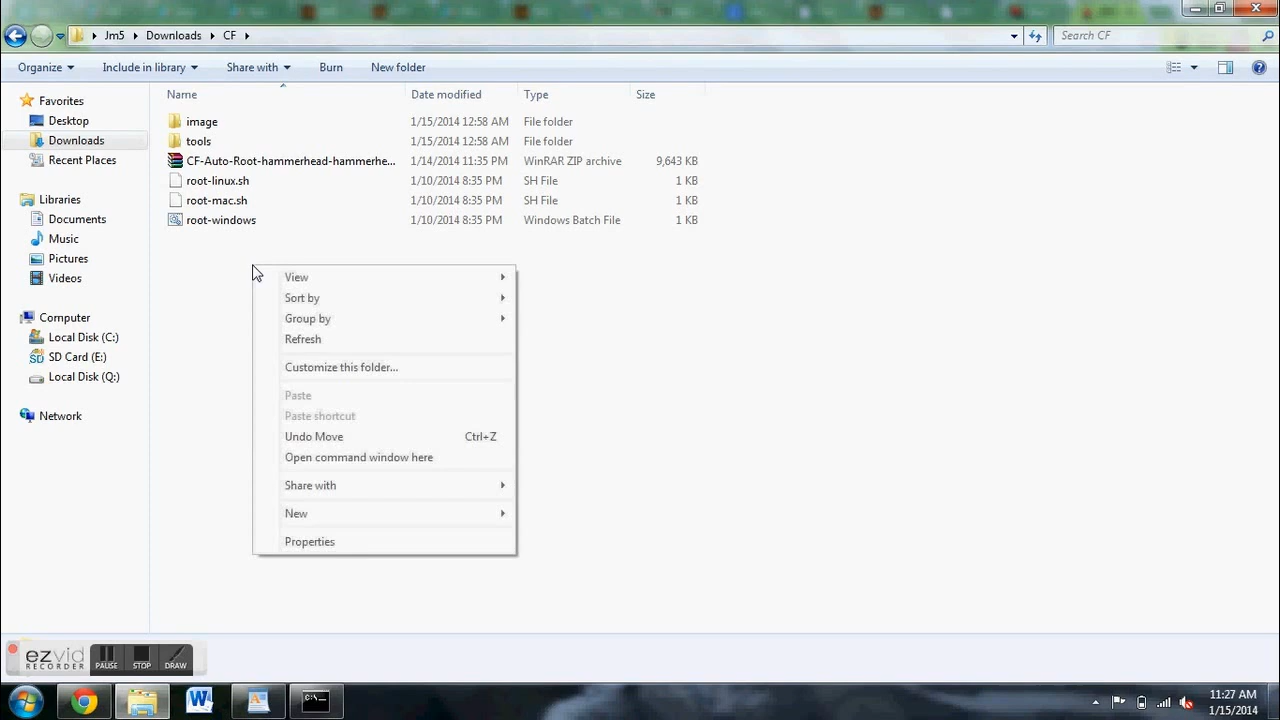 Jm5 Downloads CF
Search CF
Organize Include in library Share with Burn New folder
Name Date modified Type Size
Favorites
Desktop
Downloads
Recent Places
Libraries
Documents
Music
Pictures
Videos
Computer
Local Disk (C:)
SD Card (E:)
Local Disk (Q:)
Network
image 1/15/2014 12:58 AM File folder
tools 1/15/2014 12:58 AM File folder
CF-Auto-Root-hammerhead-hammerhe... 1/14/2014 11:35 PM WinRAR ZIP archive 9,643 KB
root-linux.sh 1/10/2014 8:35 PM SH File 1 KB
root-mac.sh 1/10/2014 8:35 PM SH File 1 KB
root-windows 1/10/2014 8:35 PM Windows Batch File 1 KB
View
Sort by
Group by
Refresh
Customize this folder...
Paste
Paste shortcut
Undo Move Ctrl+Z
Open command window here
Share with
New
Properties
ezvid
RECORDER
PAUSE STOP DRAW
C:\.
11:27 AM
1/15/2014